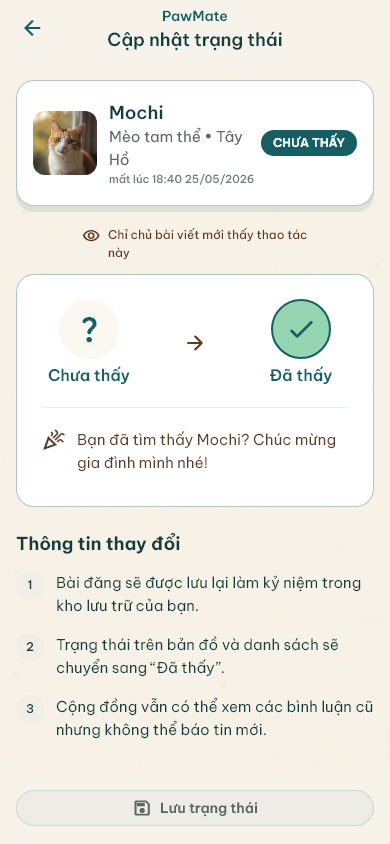 PawMate
Cập nhật trạng thái
Mochi
Mèo tam thể • Tây
Hồ
mất lúc 18:40 25/05/2026
CHƯA THẤY
Chỉ chủ bài viết mới thấy thao tác
này
?
Chưa thấy
Đã thấy
Bạn đã tìm thấy Mochi? Chúc mừng
gia đình mình nhé!
Thông tin thay đổi
1
Bài đăng sẽ được lưu lại làm kỷ niệm trong
kho lưu trữ của bạn.
2
Trạng thái trên bản đồ và danh sách sẽ
chuyển sang “Đã thấy”.
3
Cộng đồng vẫn có thể xem các bình luận cũ
nhưng không thể báo tin mới.
Lưu trạng thái